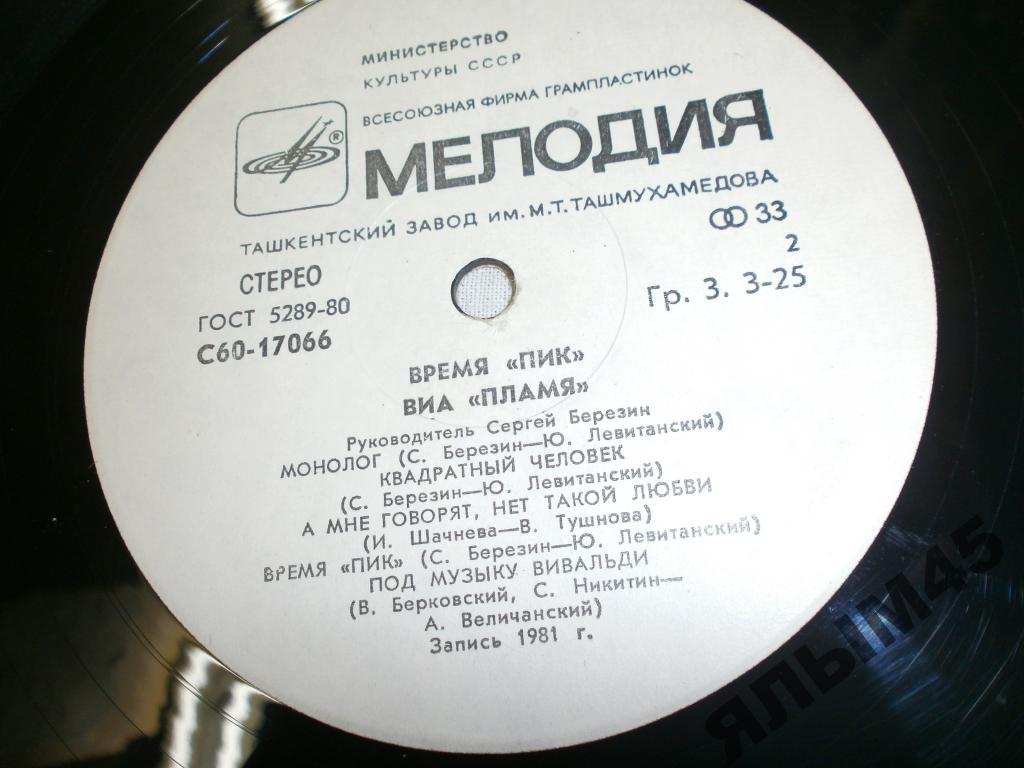 МИНИСТЕРСТВО
КУЛЬТУРЫ СССР
ВСЕСОЮЗНАЯ ФИРМА ГРАМПЛАСТИНОК
®
МЕЛОДИЯ
ТАШКЕНТСКИЙ ЗАВОД ИМ. М. Т. ТАШМУХАМЕДОВА
СТЕРЕО
33
ГОСТ 5289-80
2
С60-17066
Гр. 3. 3-25
ВРЕМЯ «ПИК»
ВИА «ПЛАМЯ»
Руководитель Сергей Березин
МОНОЛОГ (С. Березин—Ю. Левитанский)
КВАДРАТНЫЙ ЧЕЛОВЕК
(С. Березин—Ю. Левитанский)
А МНЕ ГОВОРЯТ, НЕТ ТАКОЙ ЛЮБВИ
(И. Шачнева—В. Тушнова)
ВРЕМЯ «ПИК» (С. Березин—Ю. Левитанский)
ПОД МУЗЫКУ ВИВАЛЬДИ
(В. Берковский, С. Никитин—
А. Величанский)
Запись 1981 г.
ЯЛЫМ45